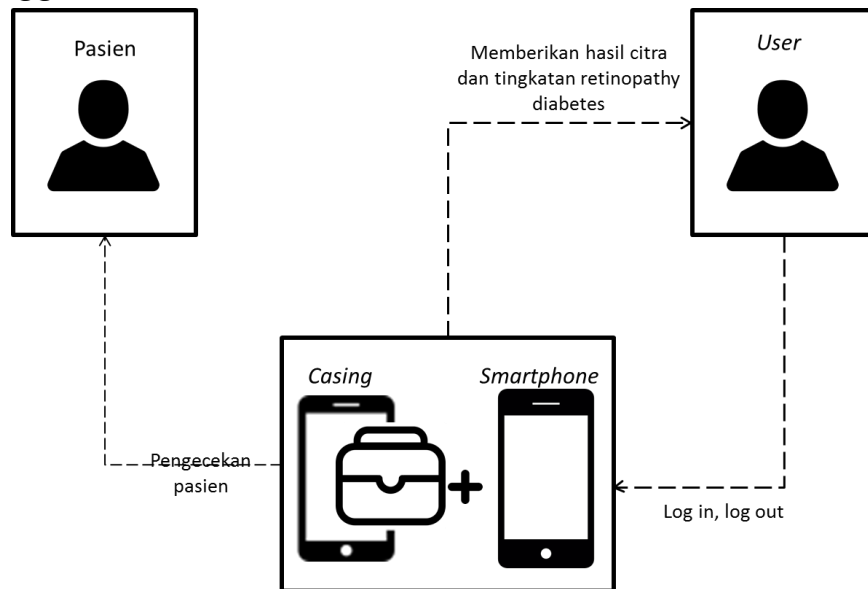 Pasien
Memberikan hasil citra
dan tingkatan retinopathy
diabetes
User
Casing
Smartphone
Pengecekan
pasien
Log in, log out